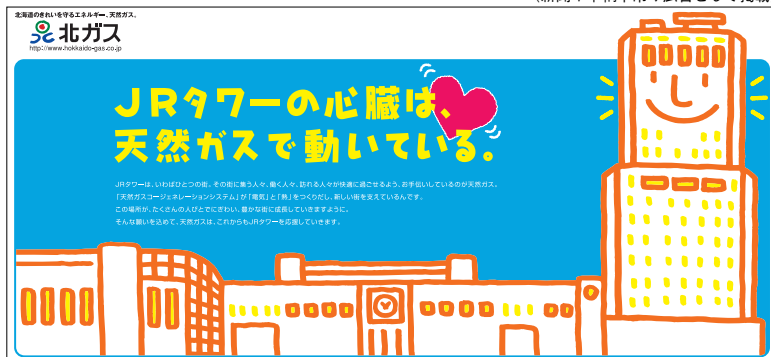 北海道のきれいを守るエネルギー、天然ガス。
北ガス
http://www.hokkaido-gas.co.jp
JRタワーの心臓は、
天然ガスで動いている。
JRタワーは、いわばひとつの街。その街に集う人々、働く人々、訪れる人々が快適に過ごせるよう、お手伝いしているのが天然ガス。
「天然ガスコージェネレーションシステム」が「電気」と「熱」をつくりだし、新しい街を支えているんです。
この場所が、たくさんの人びとでにぎわい、豊かな街に成長していきますように。
そんな願いを込めて、天然ガスは、これからもJRタワーを応援していきます。